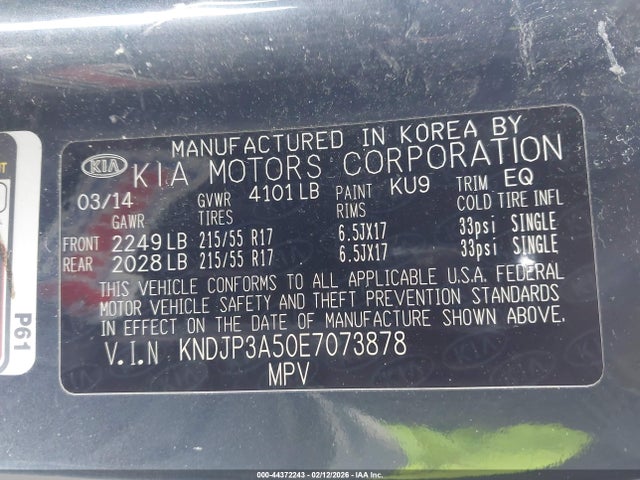 MANUFACTURED IN KOREA BY
KIA KIA MOTORS CORPORATION
03/14 GVWR 4101LB PAINT KU9 TRIM EQ
GAWR TIRES RIMS COLD TIRE INFL
FRONT 2249LB 215/55 R17 6.5JX17 33psi SINGLE
REAR 2028LB 215/55 R17 6.5JX17 33psi SINGLE
THIS VEHICLE CONFORMS TO ALL APPLICABLE U.S.A. FEDERAL
MOTOR VEHICLE SAFETY AND THEFT PREVENTION STANDARDS
IN EFFECT ON THE DATE OF MANUFACTURE SHOWN ABOVE.
V.I.N KNDJP3A50E7073878
MPV
P61
000-44372243 - 02/12/2026 - IAA Inc.